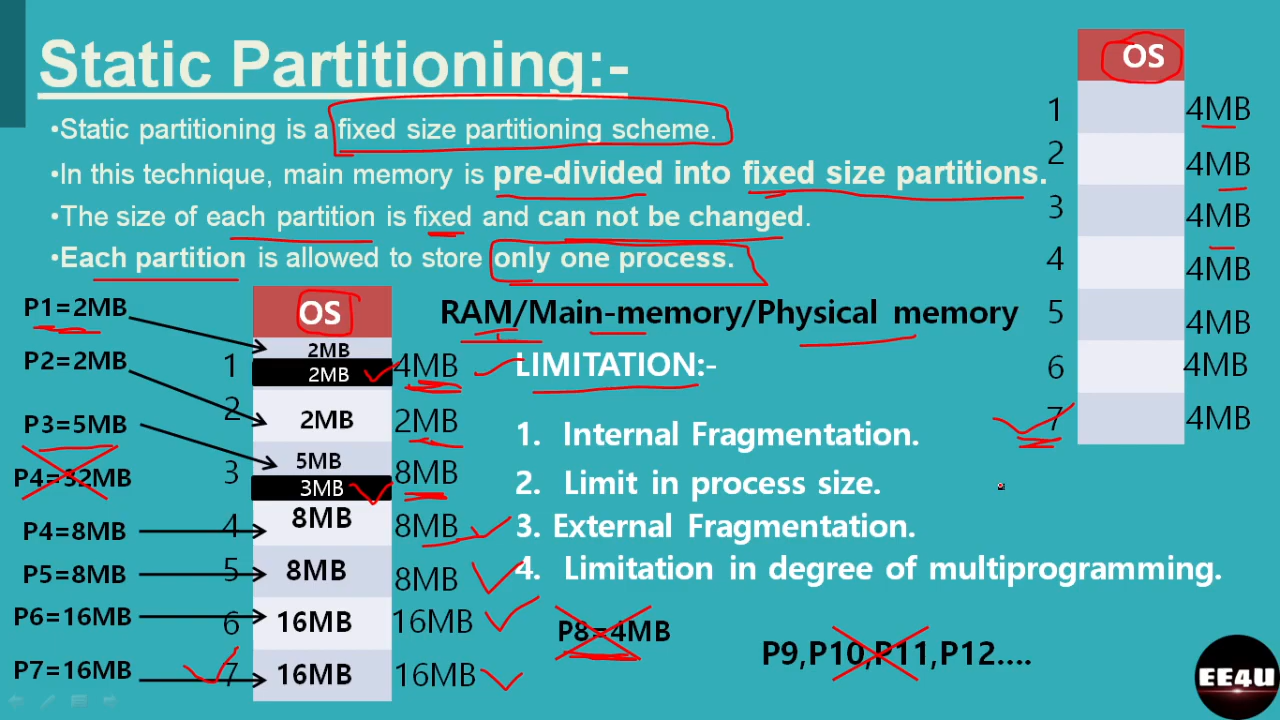 Static Partitioning:-
•Static partitioning is a fixed size partitioning scheme.
•In this technique, main memory is pre-divided into fixed size partitions.
•The size of each partition is fixed and can not be changed.
•Each partition is allowed to store only one process.
P1=2MB
P2=2MB
P3=5MB
P4=32MB
P4=8MB
P5=8MB
P6=16MB
P7=16MB
OS
2MB
1 2MB 4MB
2 2MB 2MB
5MB
3 3MB 8MB
4 8MB 8MB
5 8MB 8MB
6 16MB 16MB
7 16MB 16MB
RAM/Main-memory/Physical memory
LIMITATION:-
1. Internal Fragmentation.
2. Limit in process size.
3. External Fragmentation.
4. Limitation in degree of multiprogramming.
P8=4MB
P9,P10,P11,P12....
OS
1 4MB
2 4MB
3 4MB
4 4MB
5 4MB
6 4MB
7 4MB
EE4U